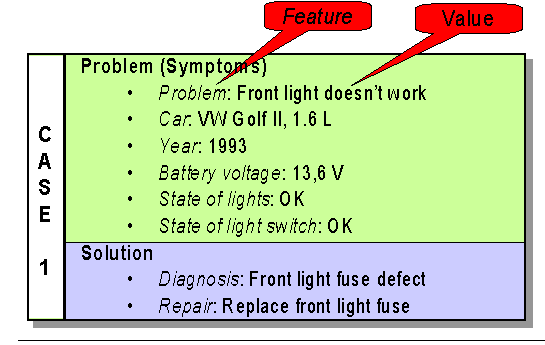 Feature
Value
CASE 1
Problem (Symptoms)
• Problem: Front light doesn't work
• Car: VW Golf II, 1.6 L
• Year: 1993
• Battery voltage: 13,6 V
• State of lights: OK
• State of light switch: OK
Solution
• Diagnosis: Front light fuse defect
• Repair: Replace front light fuse